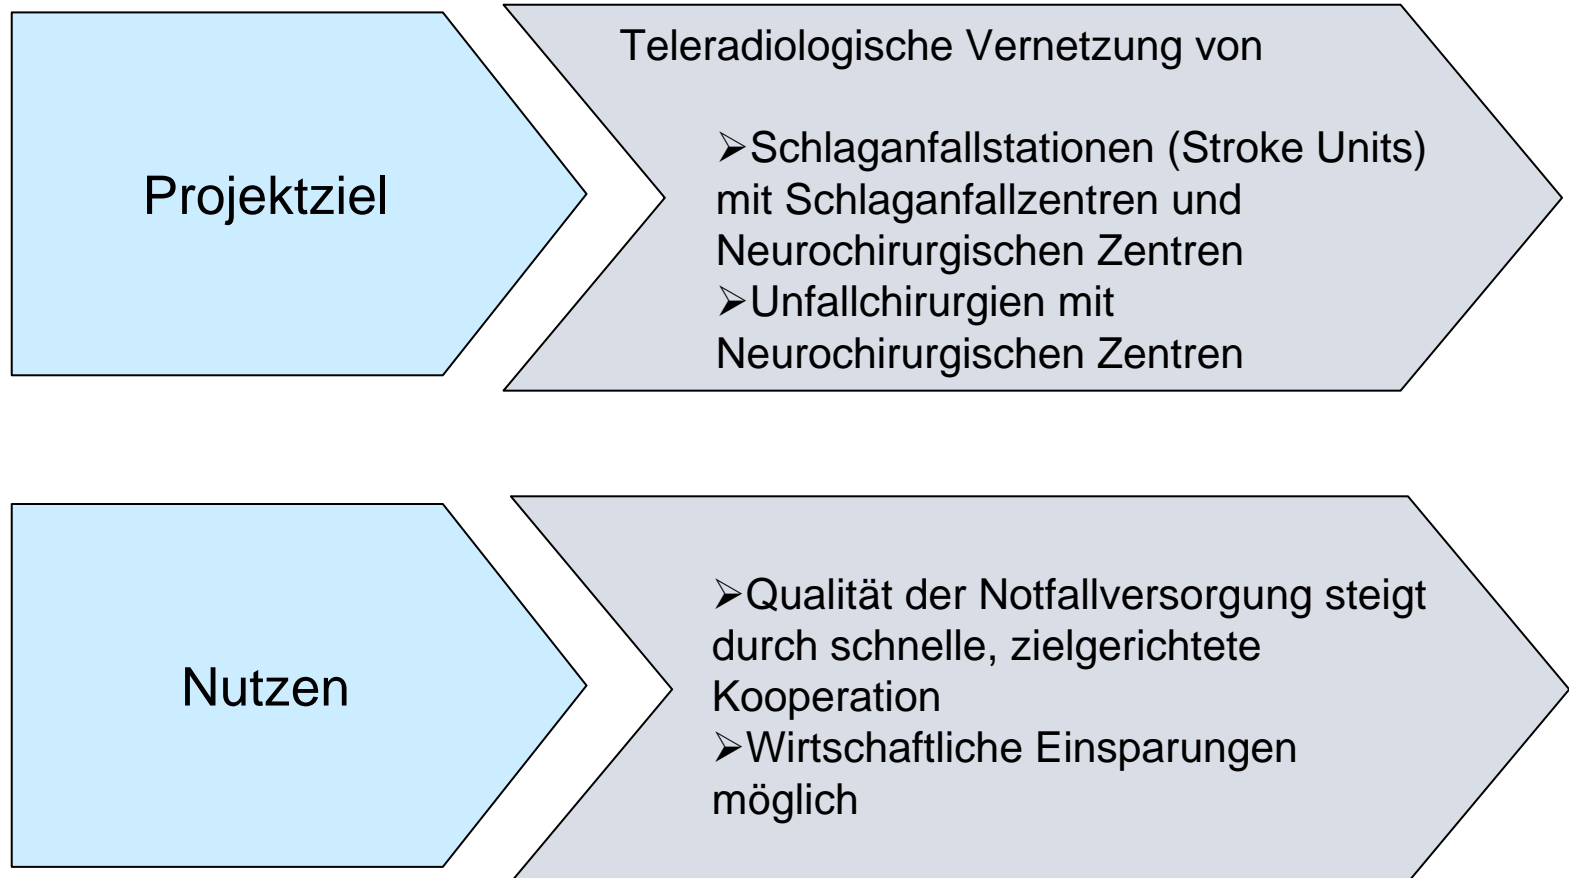 Projektziel
Teleradiologische Vernetzung von
➢Schlaganfallstationen (Stroke Units)
mit Schlaganfallzentren und
Neurochirurgischen Zentren
➢Unfallchirurgien mit
Neurochirurgischen Zentren
Nutzen
➢Qualität der Notfallversorgung steigt
durch schnelle, zielgerichtete
Kooperation
➢Wirtschaftliche Einsparungen
möglich